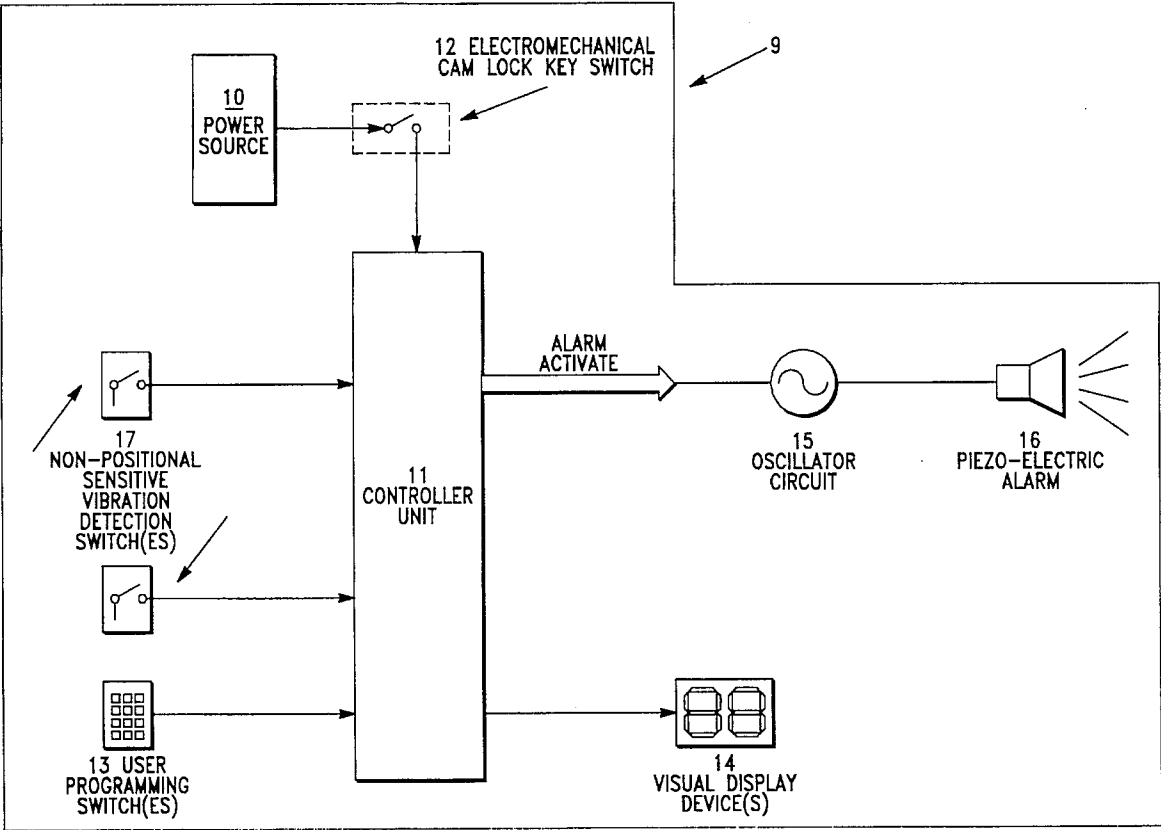 12 ELECTROMECHANICAL
CAM LOCK KEY SWITCH
9
10
POWER
SOURCE
ALARM
ACTIVATE
17
NON-POSITIONAL
SENSITIVE
VIBRATION
DETECTION
SWITCH(ES)
11
CONTROLLER
UNIT
15
OSCILLATOR
CIRCUIT
16
PIEZO-ELECTRIC
ALARM
13 USER
PROGRAMMING
SWITCH(ES)
88
14
VISUAL DISPLAY
DEVICE(S)